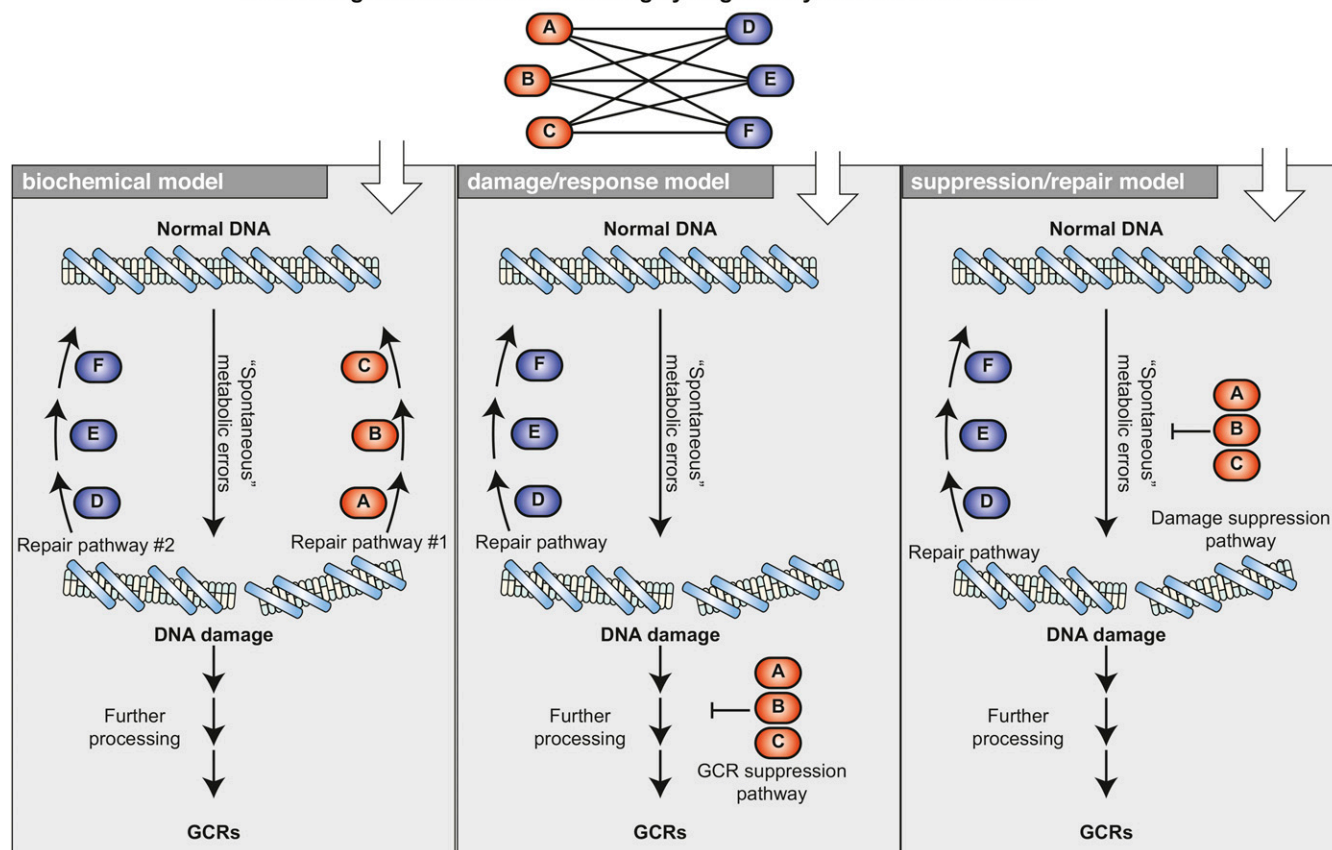 A
D
B
E
C
F
biochemical model
Normal DNA
F
E
D
"Spontaneous"
metabolic errors
C
B
A
Repair pathway #2
Repair pathway #1
DNA damage
Further
processing
GCRs
damage/response model
Normal DNA
F
E
D
"Spontaneous"
metabolic errors
Repair pathway
DNA damage
Further
processing
A
B
C
GCR suppression
pathway
GCRs
suppression/repair model
Normal DNA
F
E
D
"Spontaneous"
metabolic errors
A
B
C
Damage suppression
pathway
Repair pathway
DNA damage
Further
processing
GCRs